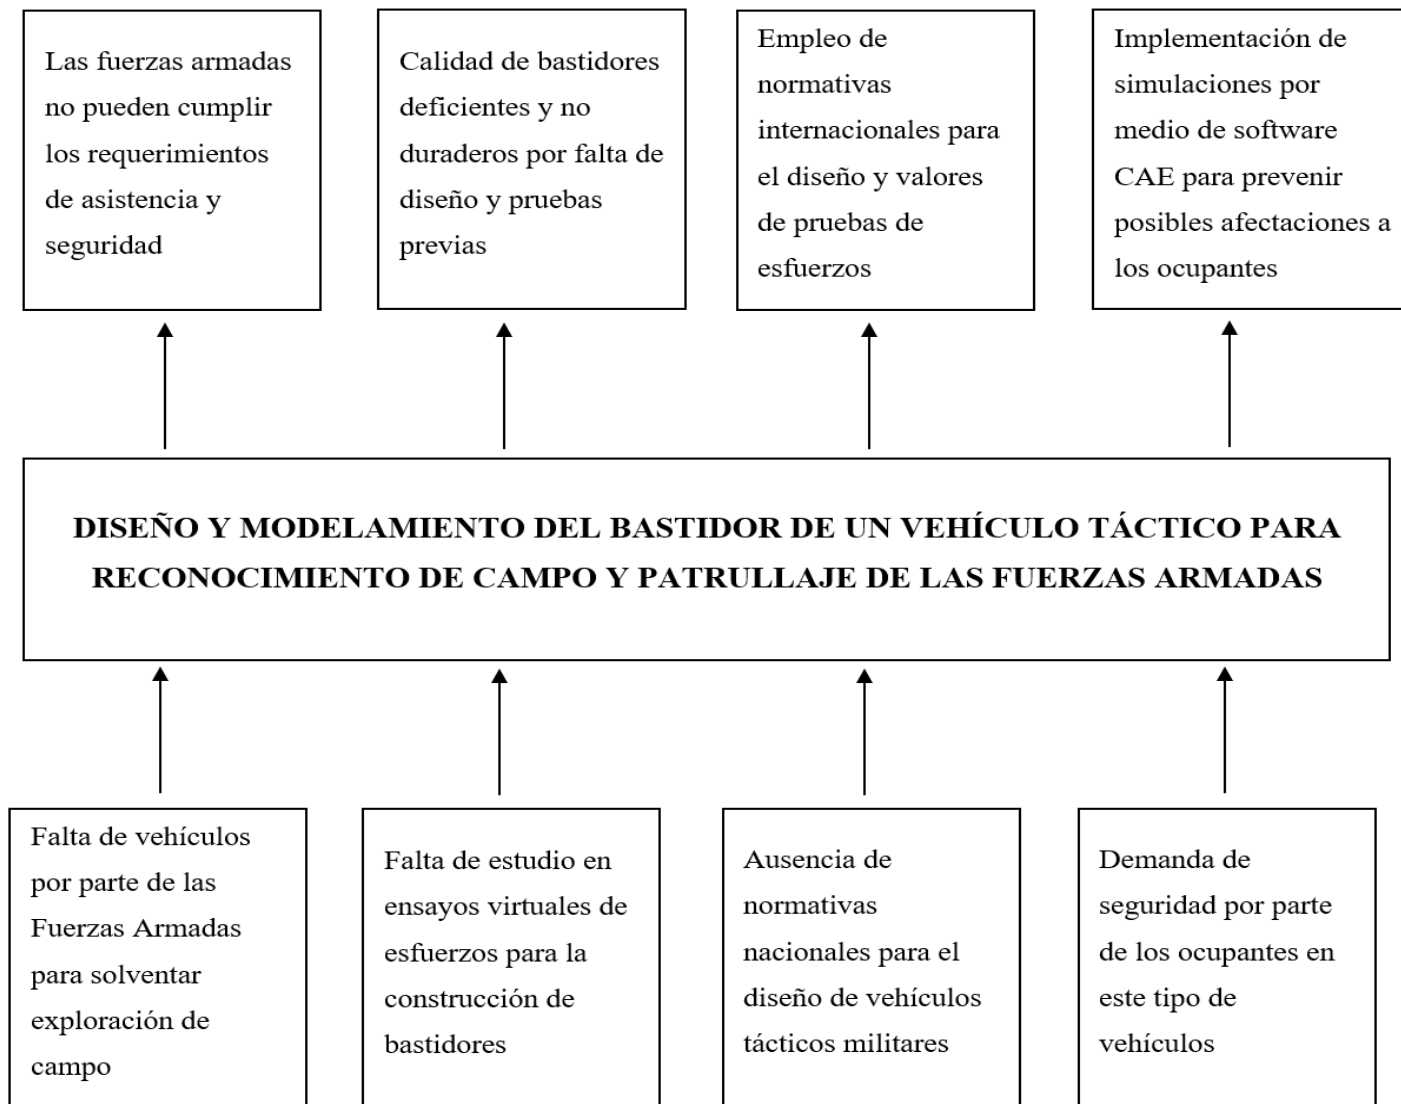 Las fuerzas armadas
no pueden cumplir
los requerimientos
de asistencia y
seguridad
Calidad de bastidores
deficientes y no
duraderos por falta de
diseño y pruebas
previas
Empleo de
normativas
internacionales para
el diseño y valores
de pruebas de
esfuerzos
Implementación de
simulaciones por
medio de software
CAE para prevenir
posibles afectaciones a
los ocupantes
DISEÑO Y MODELAMIENTO DEL BASTIDOR DE UN VEHÍCULO TÁCTICO PARA
RECONOCIMIENTO DE CAMPO Y PATRULLAJE DE LAS FUERZAS ARMADAS
Falta de vehículos
por parte de las
Fuerzas Armadas
para solventar
exploración de
campo
Falta de estudio en
ensayos virtuales de
esfuerzos para la
construcción de
bastidores
Ausencia de
normativas
nacionales para el
diseño de vehículos
tácticos militares
Demanda de
seguridad por parte
de los ocupantes en
este tipo de
vehículos